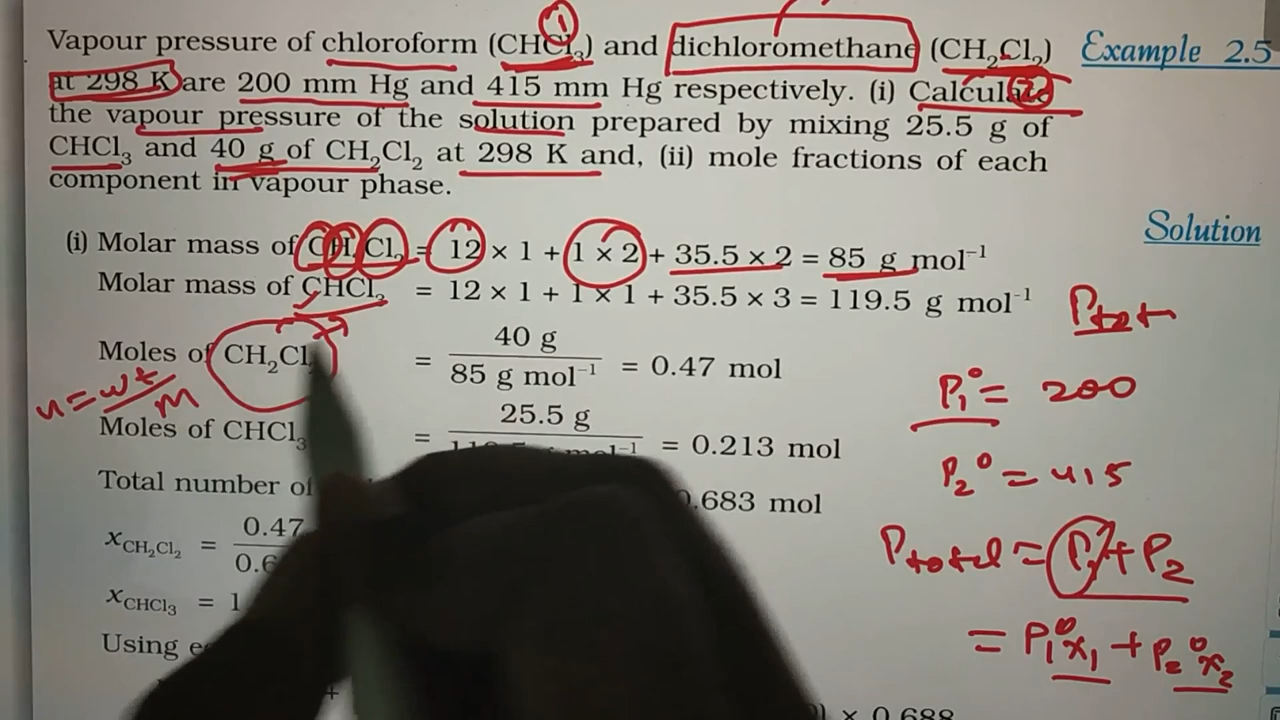 Vapour pressure of chloroform (CHCl₃) and dichloromethane (CH₂Cl₂) Example 2.5
at 298 K are 200 mm Hg and 415 mm Hg respectively. (i) Calculate
the vapour pressure of the solution prepared by mixing 25.5 g of
CHCl₃ and 40 g of CH₂Cl₂ at 298 K and, (ii) mole fractions of each
component in vapour phase.
Solution
(i) Molar mass of CH₂Cl₂ = 12 × 1 + 1 × 2 + 35.5 × 2 = 85 g mol⁻¹
Molar mass of CHCl₃ = 12 × 1 + 1 × 1 + 35.5 × 3 = 119.5 g mol⁻¹
Moles of CH₂Cl₂ = 40 g / 85 g mol⁻¹ = 0.47 mol
n = wt / M
Moles of CHCl₃ = 25.5 g / mol⁻¹ = 0.213 mol
Total number of 0.683 mol
x CH₂Cl₂ = 0.47
x CHCl₃ = 1
Using
× 0.688
P₁° = 200
P₂° = 415
Ptotal = P₁ + P₂
= P₁°x₁ + P₂°x₂